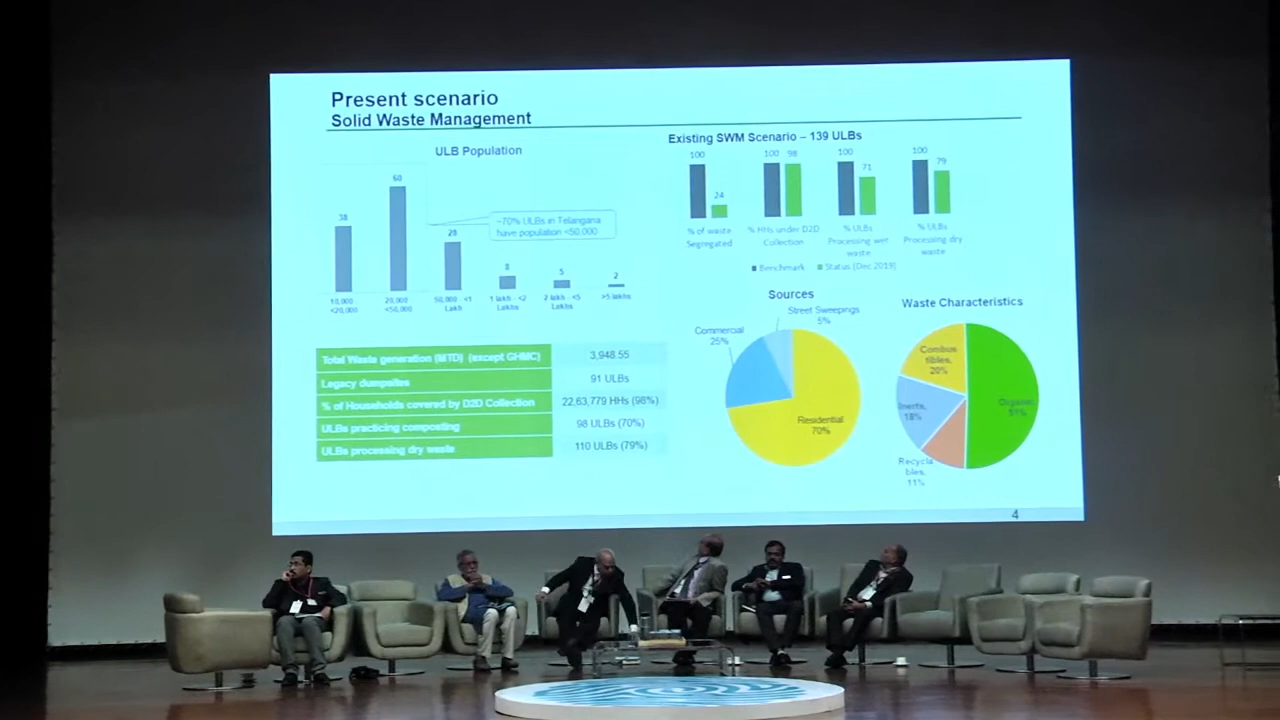 Present scenario
Solid Waste Management
ULB Population
38
60
28
8
5
2
~70% ULBs in Telangana
have population <50,000
10,000
<20,000
20,000
<50,000
50,000 <1
Lakh
1 lakh - <2
Lakhs
2 lakh - <5
Lakhs
>5 lakhs
Existing SWM Scenario – 139 ULBs
100
24
100
98
100
71
100
79
% of waste
Segregated
% HHs under D2D
Collection
% ULBs
Processing wet
waste
% ULBs
Processing dry
waste
Benchmark
Status (Dec 2019)
Total Waste generation (MTD) (except GHMC)
3,948.55
Legacy dumpsites
91 ULBs
% of Households covered by D2D Collection
22,63,779 HHs (98%)
ULBs practicing composting
98 ULBs (70%)
ULBs processing dry waste
110 ULBs (79%)
Sources
Street Sweepings
5%
Commercial
25%
Residential
70%
Waste Characteristics
Combus
tibles,
20%
Inerts,
18%
Organic,
51%
Recycla
bles,
11%
4